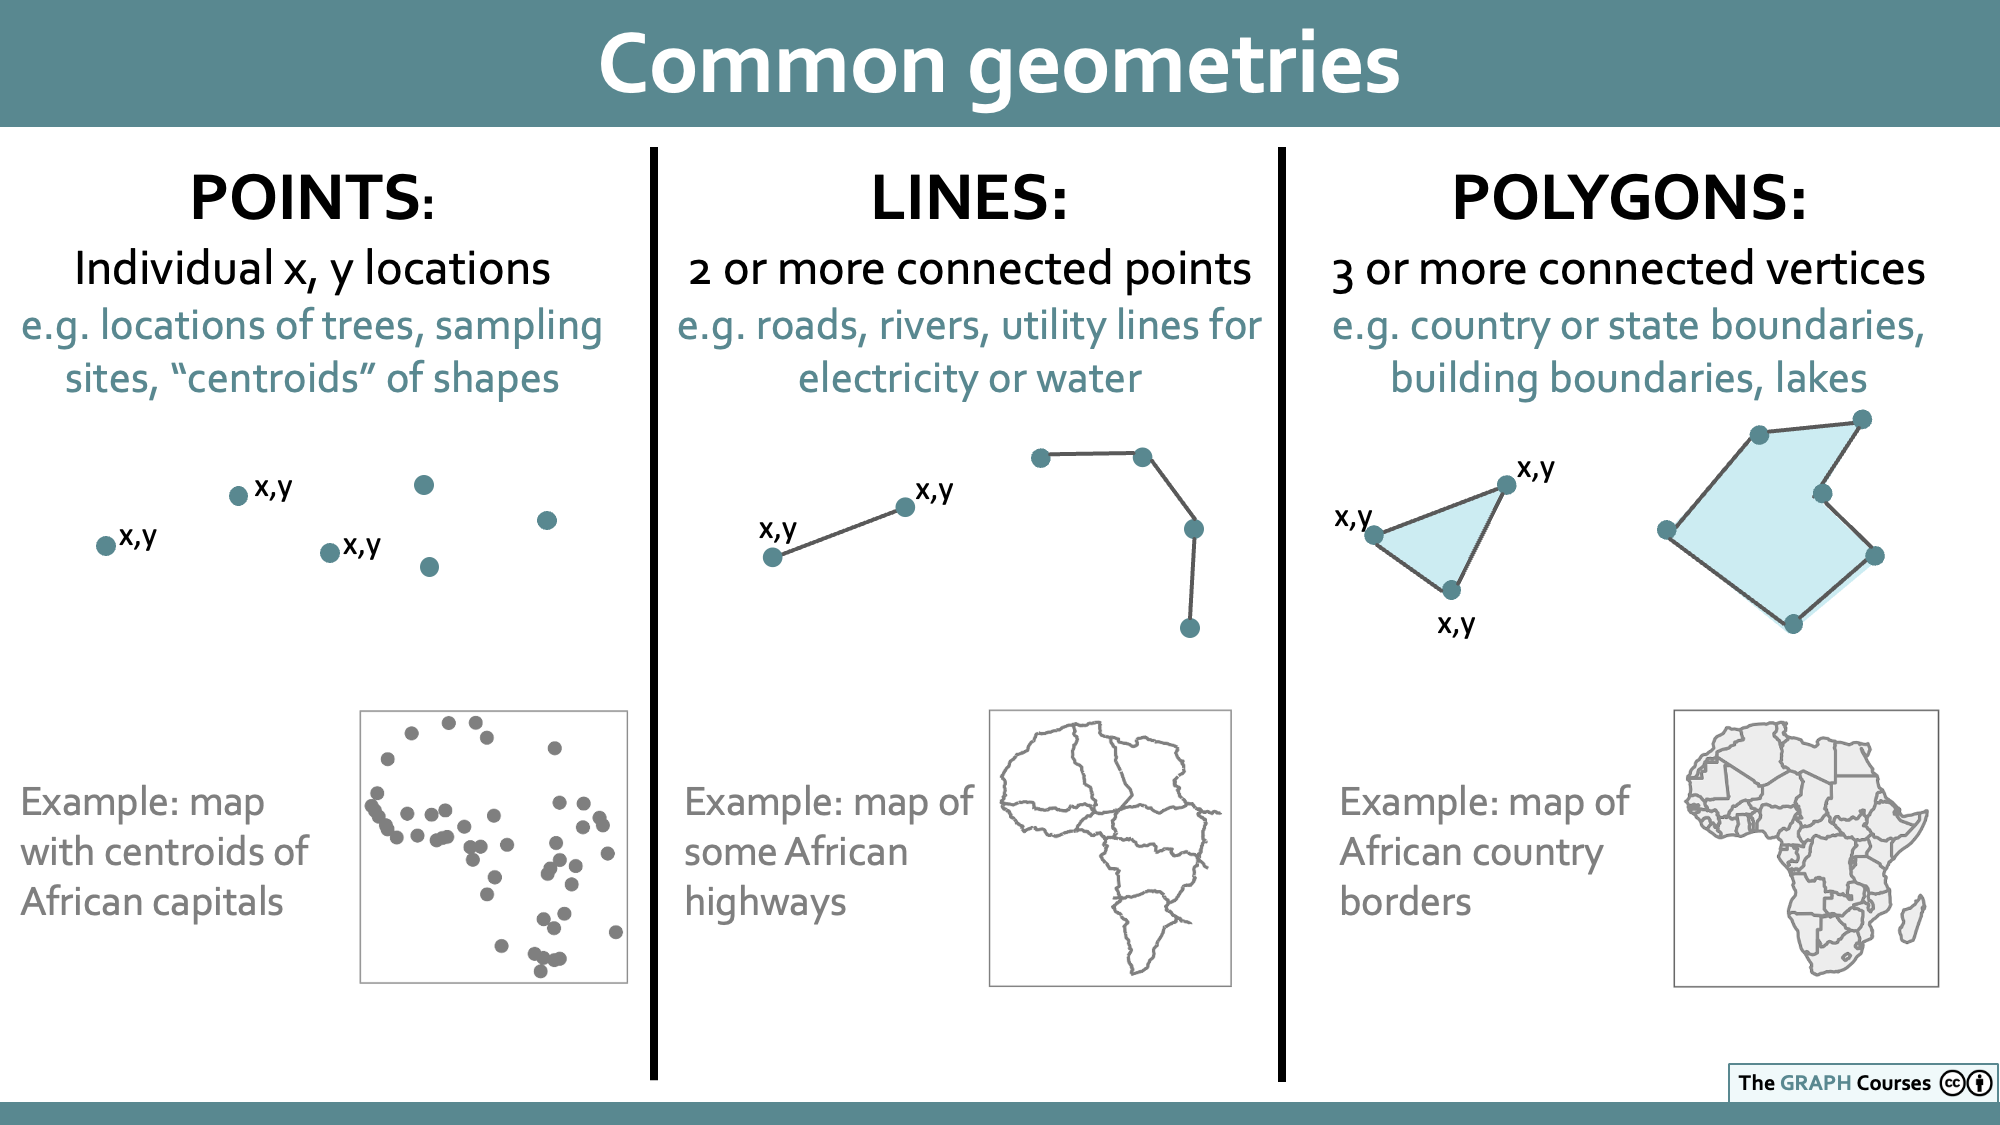 Common geometries
POINTS:
Individual x, y locations
e.g. locations of trees, sampling
sites, “centroids” of shapes
x,y
x,y
x,y
Example: map
with centroids of
African capitals
LINES:
2 or more connected points
e.g. roads, rivers, utility lines for
electricity or water
x,y
x,y
Example: map of
some African
highways
POLYGONS:
3 or more connected vertices
e.g. country or state boundaries,
building boundaries, lakes
x,y
x,y
x,y
Example: map of
African country
borders
The GRAPH Courses cc